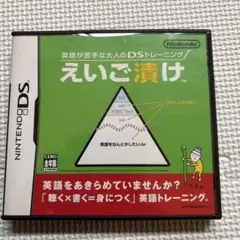 英語が苦手な大人のDSトレーニング
Nintendo
えいご漬け
NINTENDO DS
英語をなんとかしたい人
CERO
英語をあきらめていませんか?
「聴く×書く=身につく」英語トレーニング。